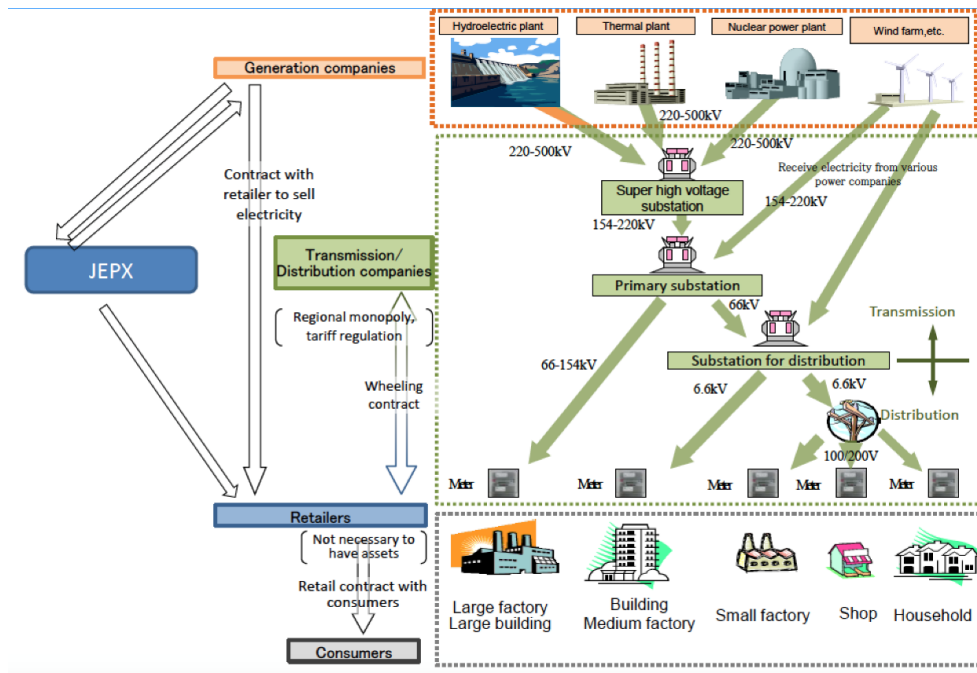 Hydroelectric plant
Thermal plant
Nuclear power plant
Wind farm,etc.
Generation companies
220-500kV
220-500kV
220-500kV
Contract with
retailer to sell
electricity
Receive electricity from various
power companies
Super high voltage
substation
154-220kV
154-220kV
JEPX
Transmission/
Distribution companies
Primary substation
66kV
Regional monopoly,
tariff regulation
Transmission
Substation for distribution
66-154kV
Wheeling
contract
6.6kV
6.6kV
Distribution
100/200V
Meter
Meter
Meter
Meter
Meter
Retailers
Not necessary to
have assets
Retail contract with
consumers
Consumers
Large factory
Large building
Building
Medium factory
Small factory
Shop
Household